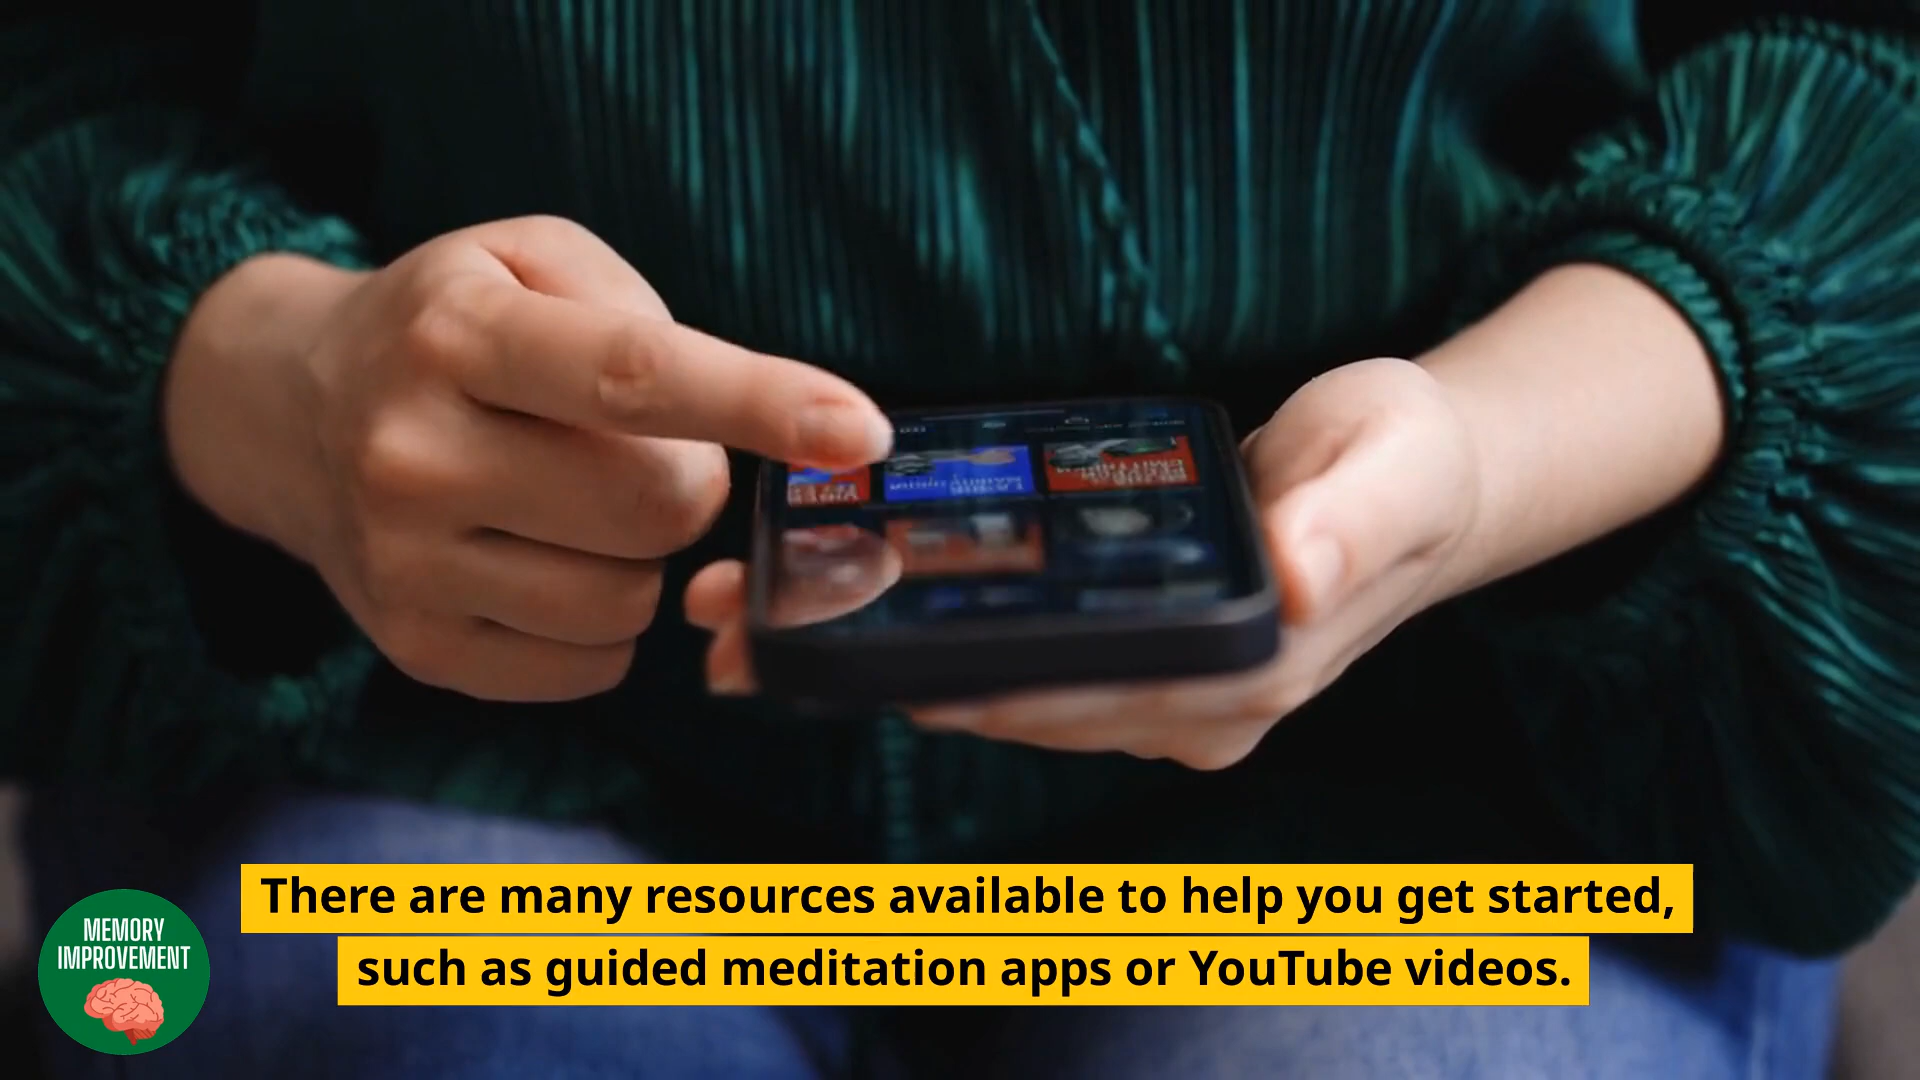 There are many resources available to help you get started,
such as guided meditation apps or YouTube videos.
MEMORY
IMPROVEMENT